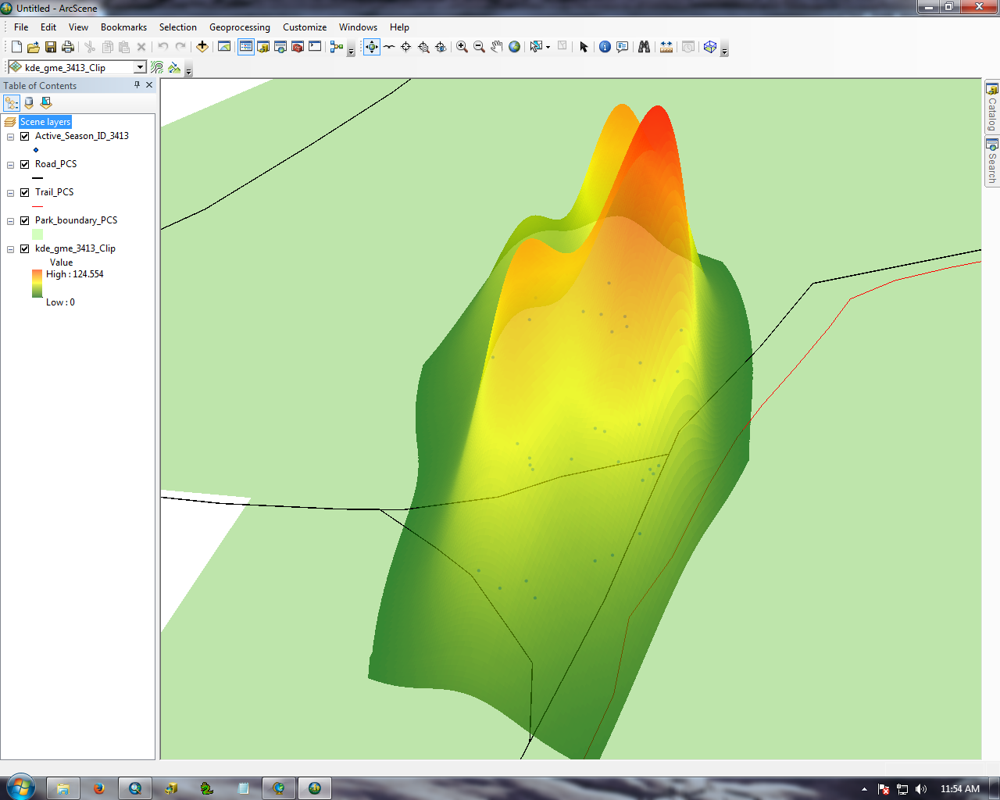 Untitled - ArcScene
File Edit View Bookmarks Selection Geoprocessing Customize Windows Help
kde_gme_3413_Clip
Table of Contents
Scene layers
Active_Season_ID_3413
Road_PCS
Trail_PCS
Park_boundary_PCS
kde_gme_3413_Clip
Value
High : 124.554
Low : 0
Catalog
Search
11:54 AM